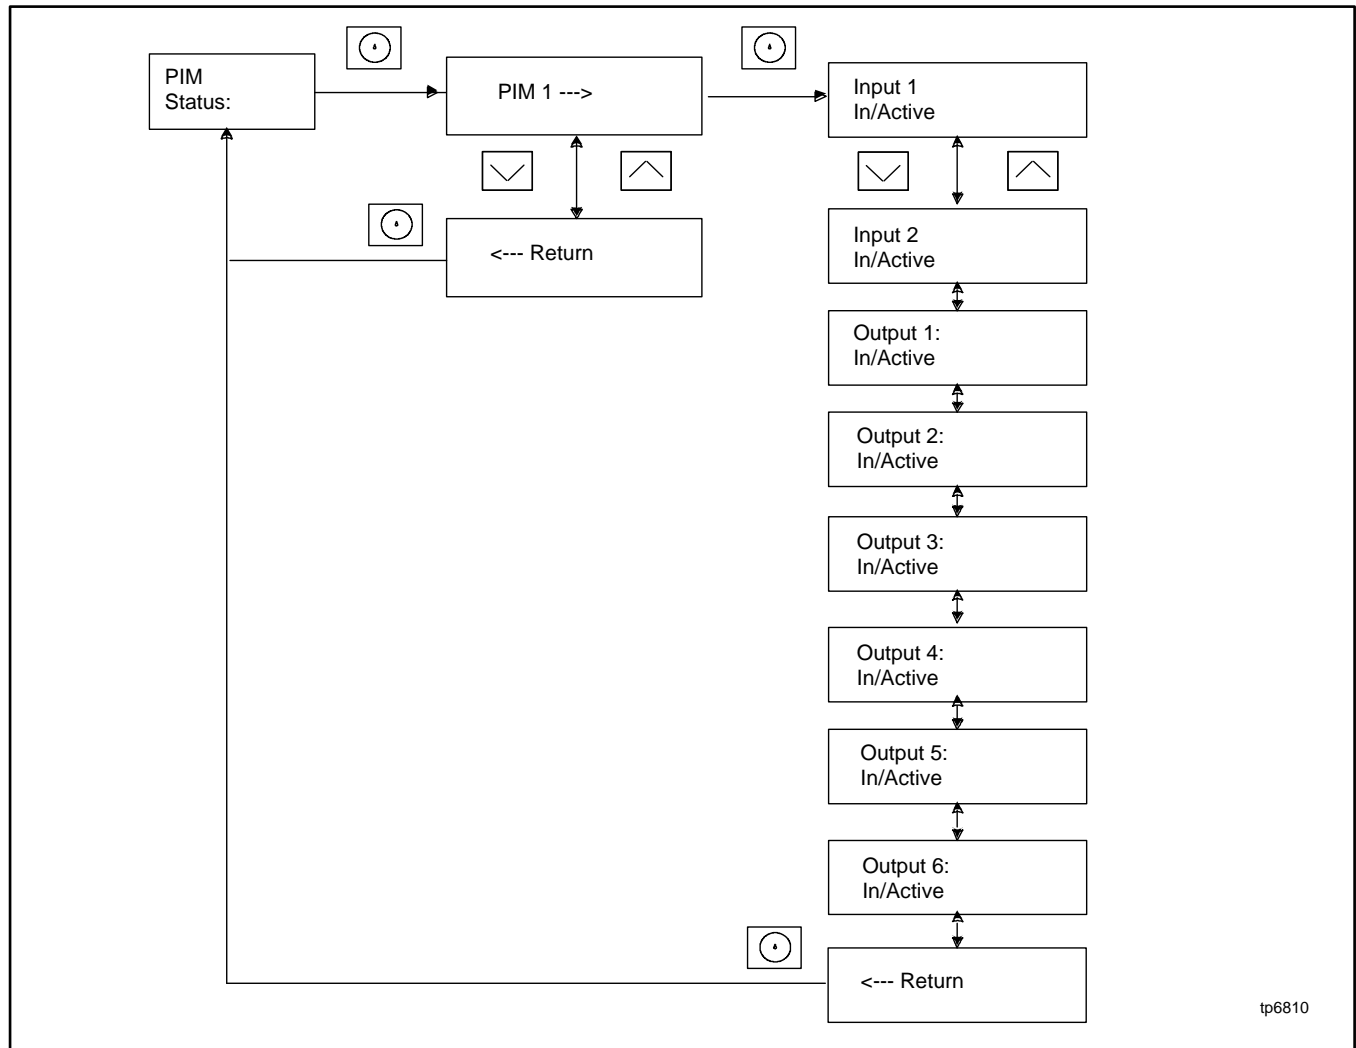 PIM
Status:
PIM 1 --->
<--- Return
Input 1
In/Active
Input 2
In/Active
Output 1:
In/Active
Output 2:
In/Active
Output 3:
In/Active
Output 4:
In/Active
Output 5:
In/Active
Output 6:
In/Active
<--- Return
tp6810